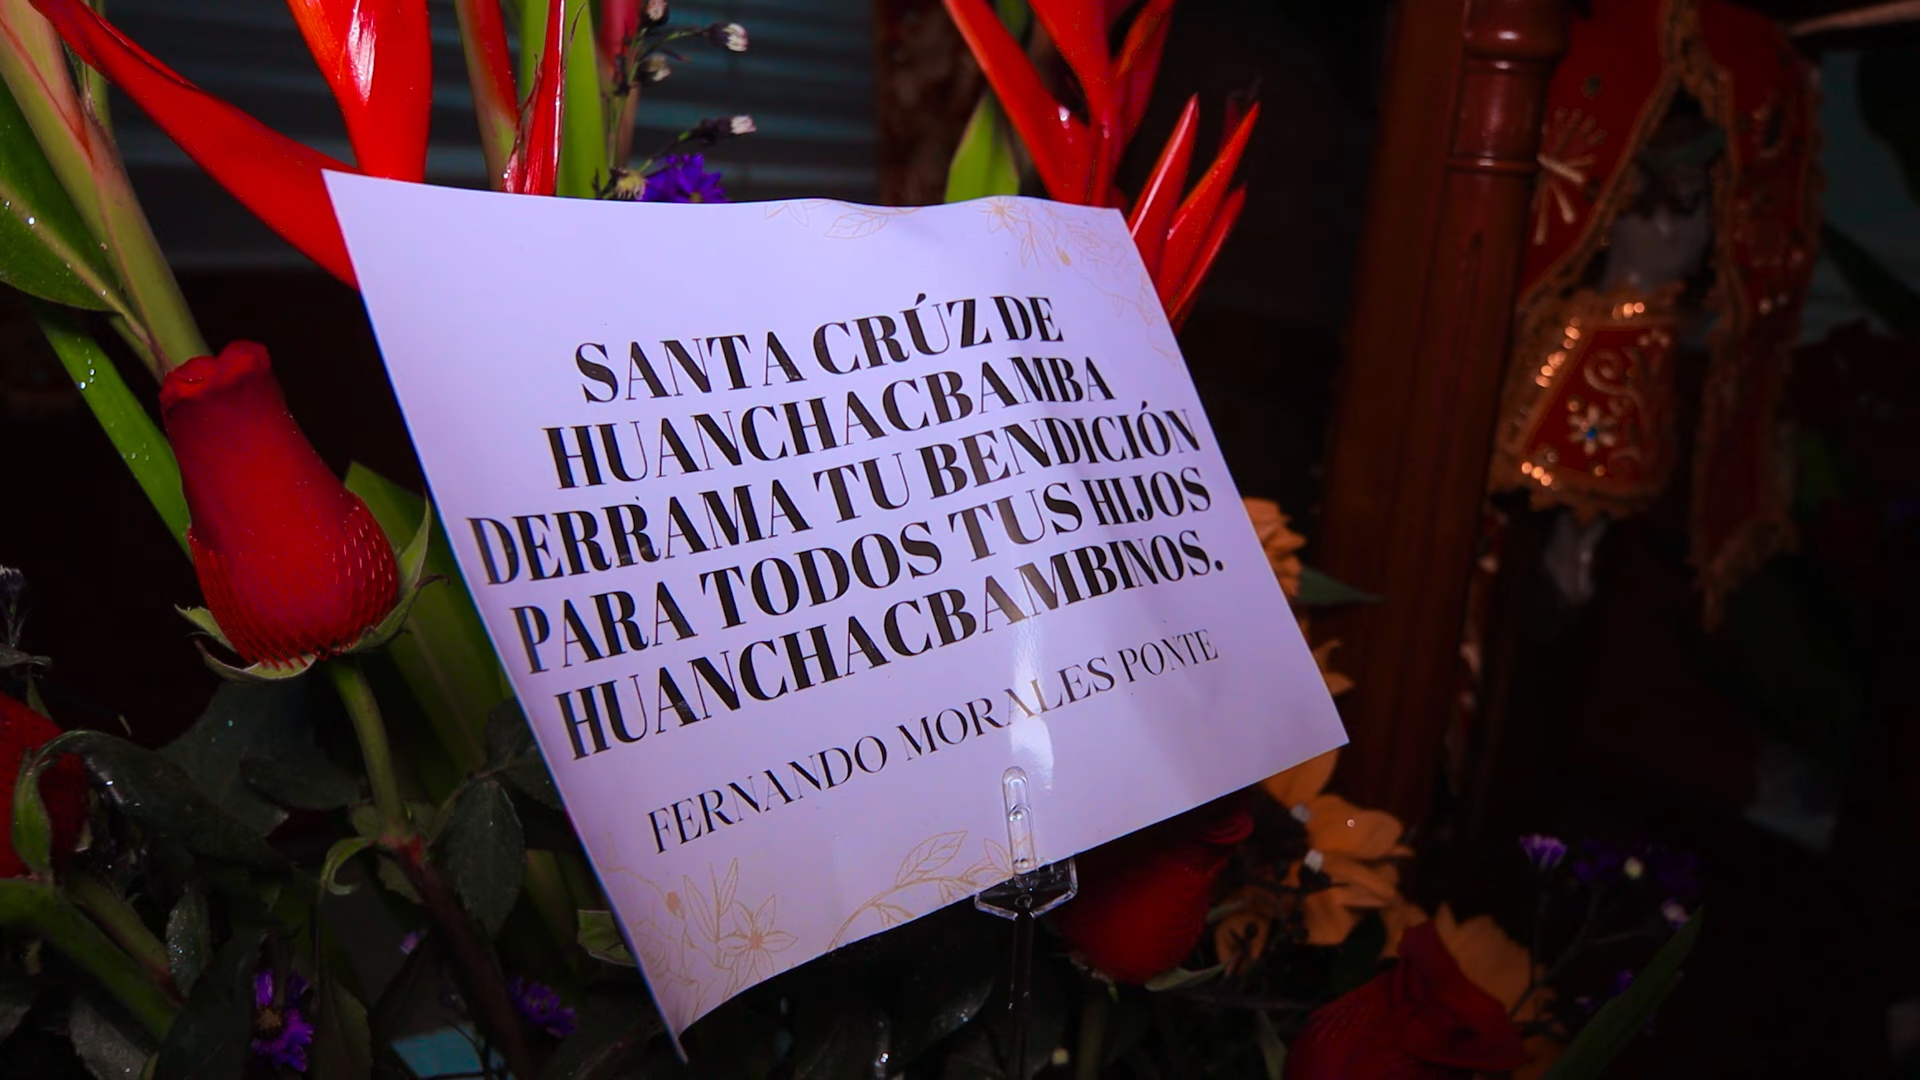 SANTA CRÚZ DE
HUANCHACBAMBA
DERRAMA TU BENDICIÓN
PARA TODOS TUS HIJOS
HUANCHACBAMBINOS.
FERNANDO MORALES PONTE